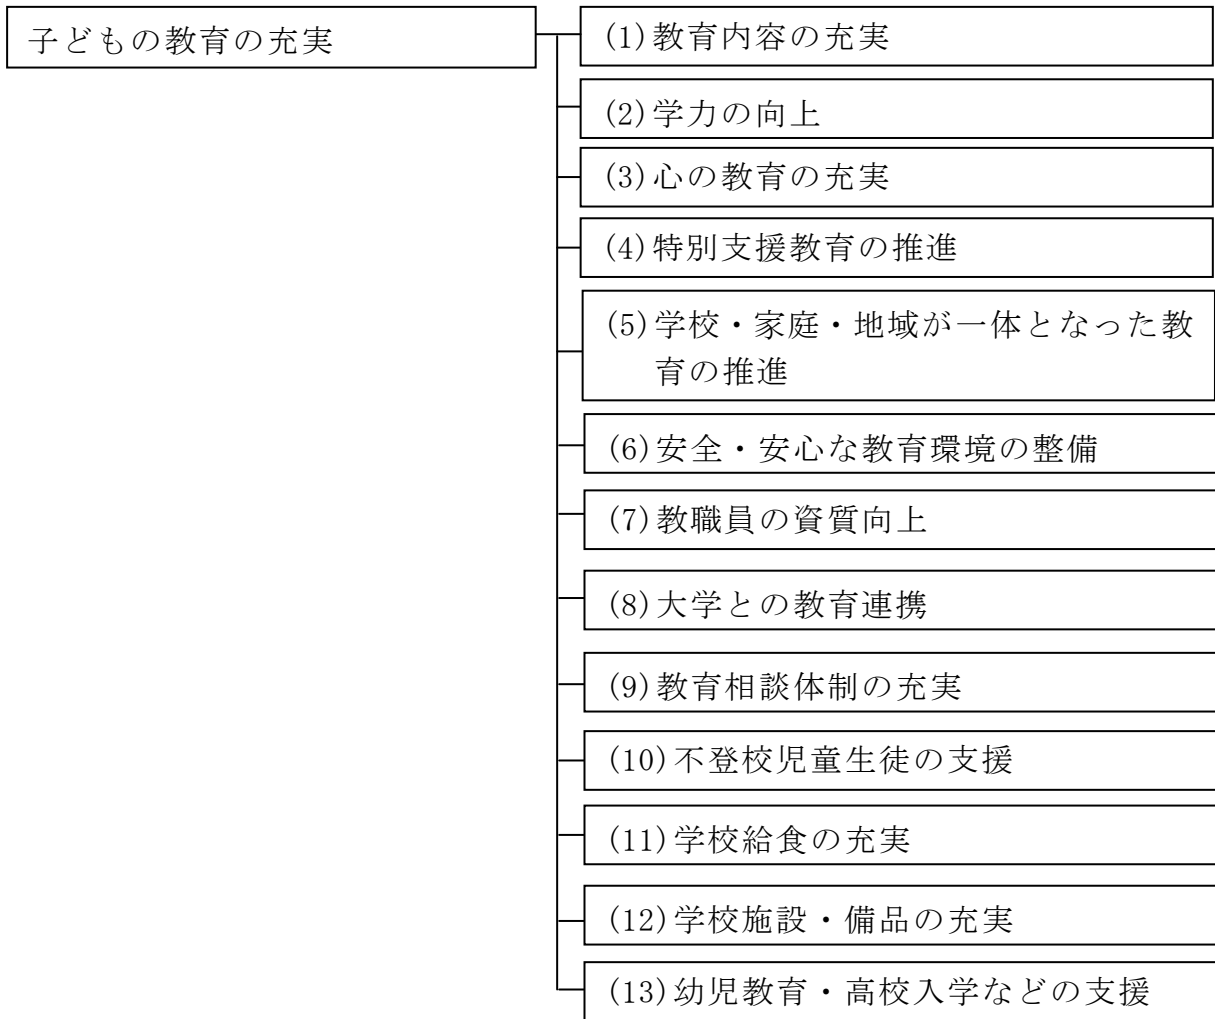 子どもの教育の充実
(1)教育内容の充実
(2)学力の向上
(3)心の教育の充実
(4)特別支援教育の推進
(5)学校・家庭・地域が一体となった教
育の推進
(6)安全・安心な教育環境の整備
(7)教職員の資質向上
(8)大学との教育連携
(9)教育相談体制の充実
(10)不登校児童生徒の支援
(11)学校給食の充実
(12)学校施設・備品の充実
(13)幼児教育・高校入学などの支援